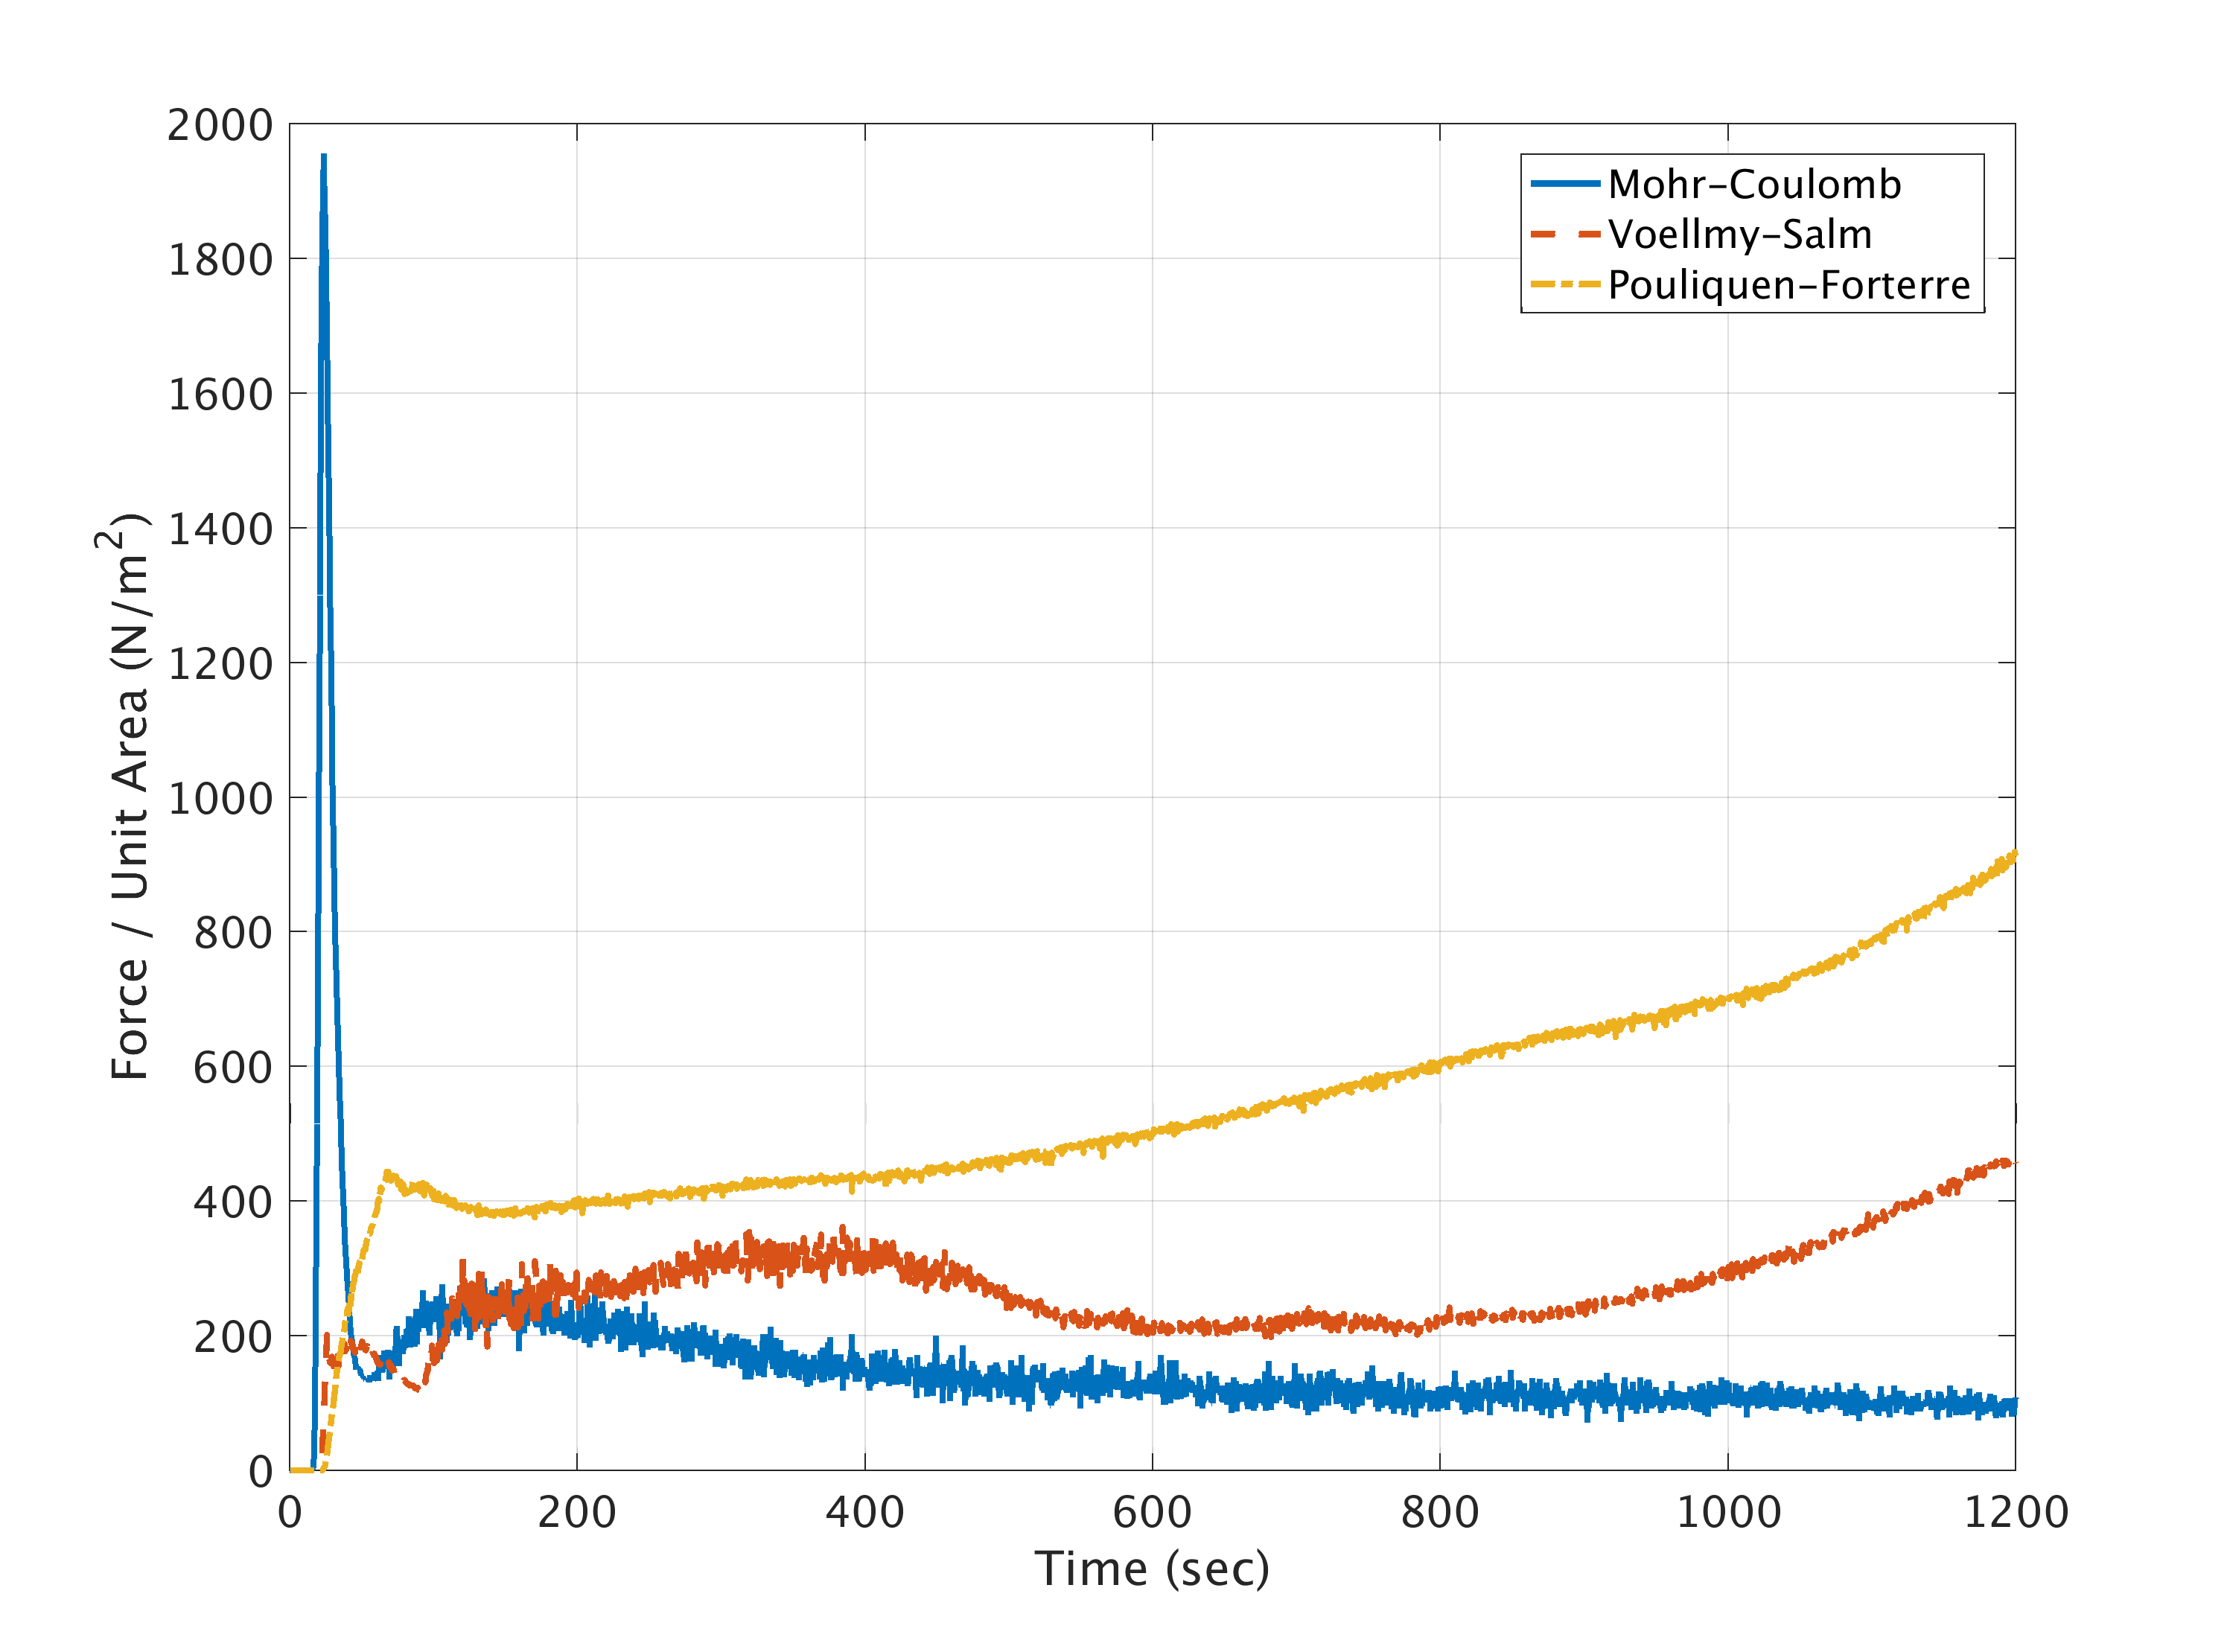 2000
1800
1600
1400
1200
1000
800
600
400
200
0
0 200 400 600 800 1000 1200
Force / Unit Area (N/m²)
Time (sec)
Mohr–Coulomb
Voellmy–Salm
Pouliquen–Forterre